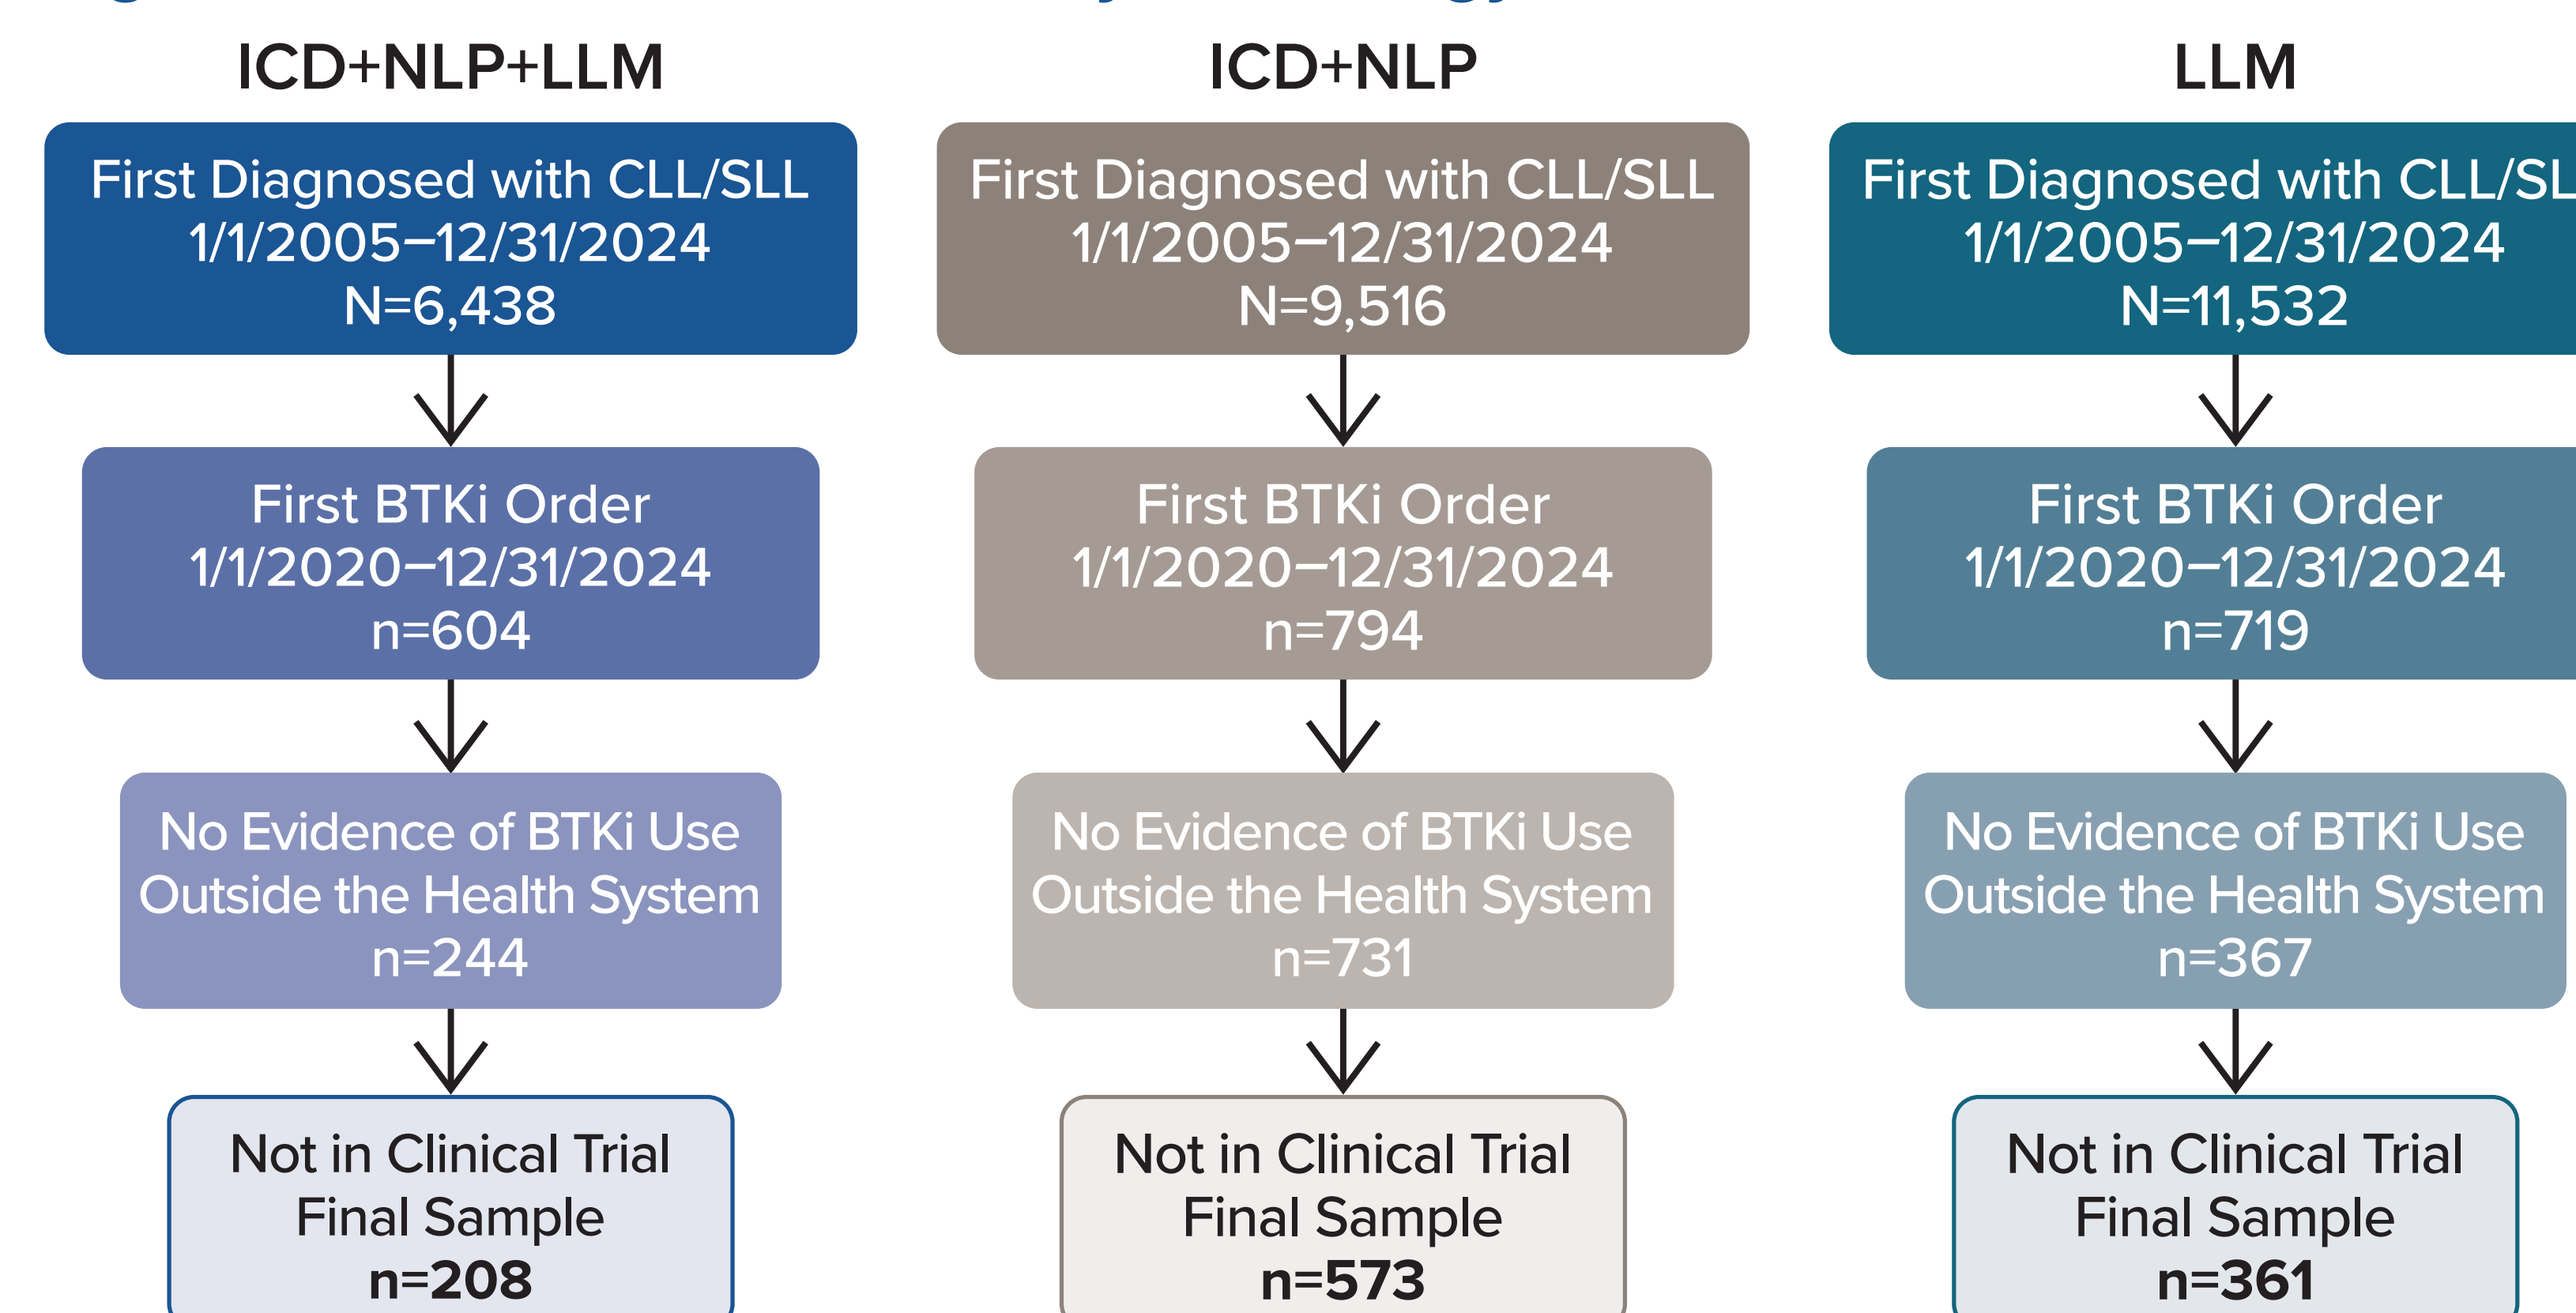 ICD+NLP+LLM
First Diagnosed with CLL/SLL
1/1/2005–12/31/2024
N=6,438
First BTKi Order
1/1/2020–12/31/2024
n=604
No Evidence of BTKi Use
Outside the Health System
n=244
Not in Clinical Trial
Final Sample
n=208
ICD+NLP
First Diagnosed with CLL/SLL
1/1/2005–12/31/2024
N=9,516
First BTKi Order
1/1/2020–12/31/2024
n=794
No Evidence of BTKi Use
Outside the Health System
n=731
Not in Clinical Trial
Final Sample
n=573
LLM
First Diagnosed with CLL/SL
1/1/2005–12/31/2024
N=11,532
First BTKi Order
1/1/2020–12/31/2024
n=719
No Evidence of BTKi Use
Outside the Health System
n=367
Not in Clinical Trial
Final Sample
n=361